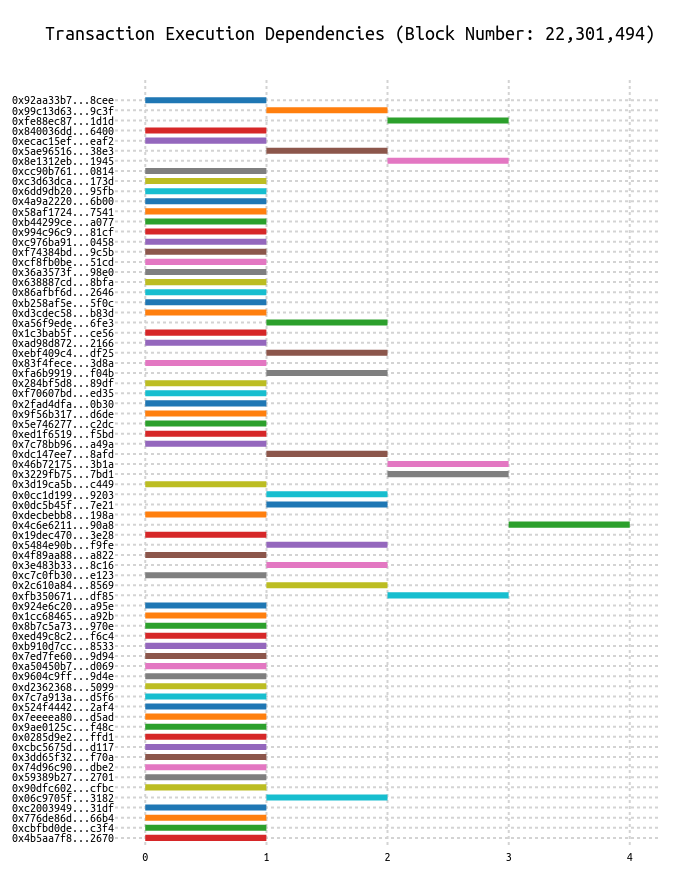 Transaction Execution Dependencies (Block Number: 22,301,494)
0x92aa33b7...8cee
0x99c13d63...9c3f
0xfe88ec87...1d1d
0x840036dd...6400
0xecac15ef...eaf2
0x5ae96516...38e3
0x8e1312eb...1945
0xcc90b761...0814
0xc3d63dca...173d
0x6dd9db20...95fb
0x4a9a2220...6b00
0x58af1724...7541
0xb44299ce...a077
0x994c96c9...81cf
0xc976ba91...0458
0xf74384bd...9c5b
0xcf8fb0be...51cd
0x36a3573f...98e0
0x638887cd...8bfa
0x86afbf6d...2646
0xb258af5e...5f0c
0xd3cdec58...b83d
0xa56f9ede...6fe3
0x1c3bab5f...ce56
0xad98d872...2166
0xebf409c4...df25
0x83f4fece...3d8a
0xfa6b9919...f04b
0x284bf5d8...89df
0xf70607bd...ed35
0x2fad4dfa...0b30
0x9f56b317...d6de
0x5e746277...c2dc
0xed1f6519...f5bd
0x7c78bb96...a49a
0xdc147ee7...8afd
0x46b72175...3b1a
0x3229fb75...7bd1
0x3d19ca5b...c449
0x0cc1d199...9203
0x0dc5b45f...7e21
0xdecbebb8...198a
0x4c6e6211...90a8
0x19dec470...3e28
0x5484e90b...f9fe
0x4f89aa88...a822
0x3e483b33...8c16
0xc7c0fb30...e123
0x2c610a84...8569
0xfb350671...df85
0x924e6c20...a95e
0x1cc68465...a92b
0x8b7c5a73...970e
0xed49c8c2...f6c4
0xb910d7cc...8533
0x7ed7fe60...9d94
0xa50450b7...d069
0x9604c9ff...9d4e
0xd2362368...5099
0x7c7a913a...d5f6
0x524f4442...2af4
0x7eeeea80...d5ad
0x9ae0125c...f48c
0x0285d9e2...ffd1
0xcbc5675d...d117
0x3dd65f32...f70a
0x74d96c90...dbe2
0x59389b27...2701
0x90dfc602...cfbc
0x06c9705f...3182
0xc2003949...31df
0x776de86d...66b4
0xcbfbd0de...c3f4
0x4b5aa7f8...2670
0 1 2 3 4